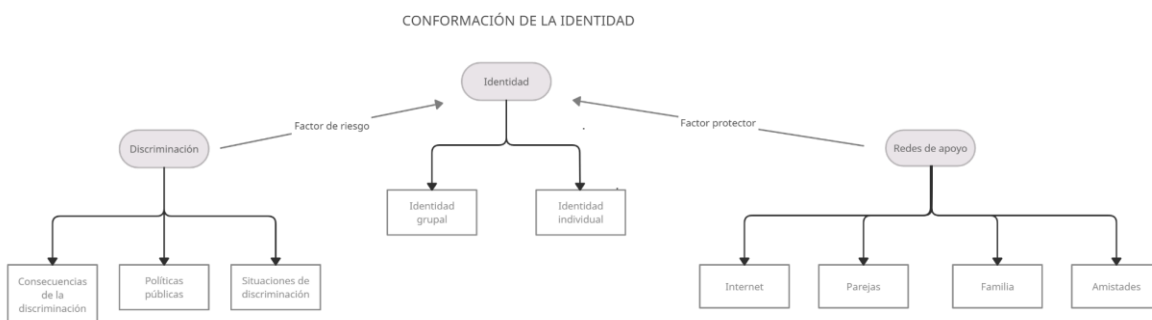 CONFORMACIÓN DE LA IDENTIDAD
Identidad
Factor de riesgo
Factor protector
Discriminación
Redes de apoyo
Identidad
grupal
Identidad
individual
Consecuencias
de la
discriminación
Políticas
públicas
Situaciones de
discriminación
Internet
Parejas
Familia
Amistades